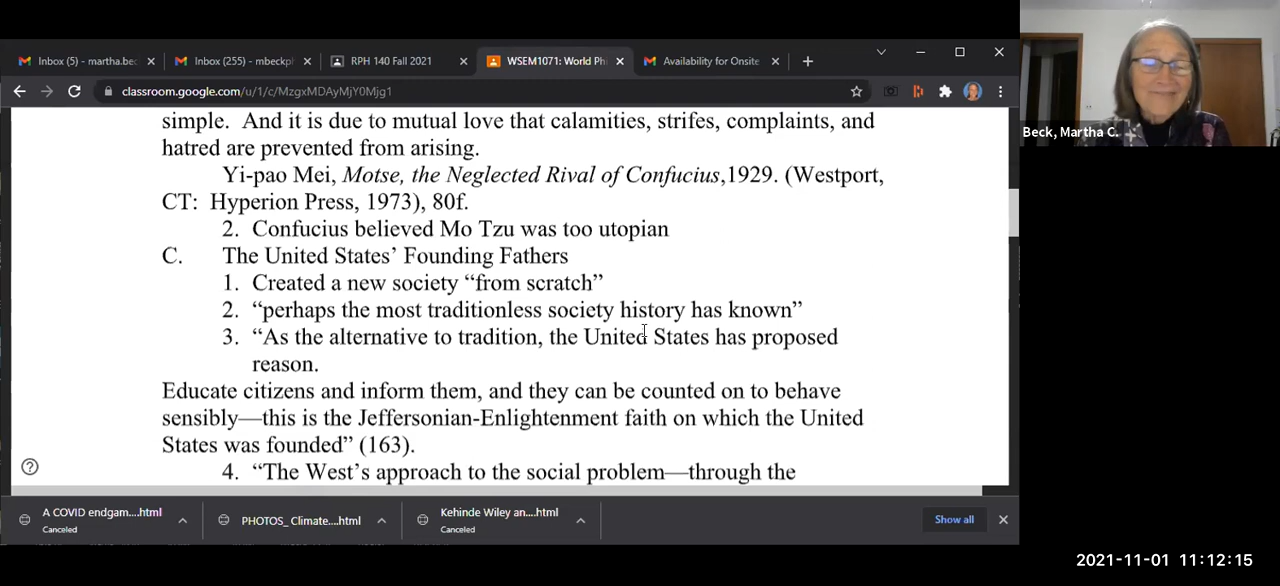 Inbox (5) - martha.bec
Inbox (255) - mbeckph
RPH 140 Fall 2021
WSEM1071: World Ph
Availability for Onsite
classroom.google.com/u/1/c/MzgxMDAyMjY0Mjg1
Beck, Martha C.
simple. And it is due to mutual love that calamities, strifes, complaints, and
hatred are prevented from arising.
Yi-pao Mei, Motse, the Neglected Rival of Confucius,1929. (Westport,
CT: Hyperion Press, 1973), 80f.
2. Confucius believed Mo Tzu was too utopian
C. The United States’ Founding Fathers
1. Created a new society “from scratch”
2. “perhaps the most traditionless society history has known”
3. “As the alternative to tradition, the United States has proposed
reason.
Educate citizens and inform them, and they can be counted on to behave
sensibly—this is the Jeffersonian-Enlightenment faith on which the United
States was founded” (163).
4. “The West’s approach to the social problem—through the
A COVID endgam....html
Canceled
PHOTOS_ Climate....html
Kehinde Wiley an....html
Canceled
Show all
2021-11-01 11:12:15